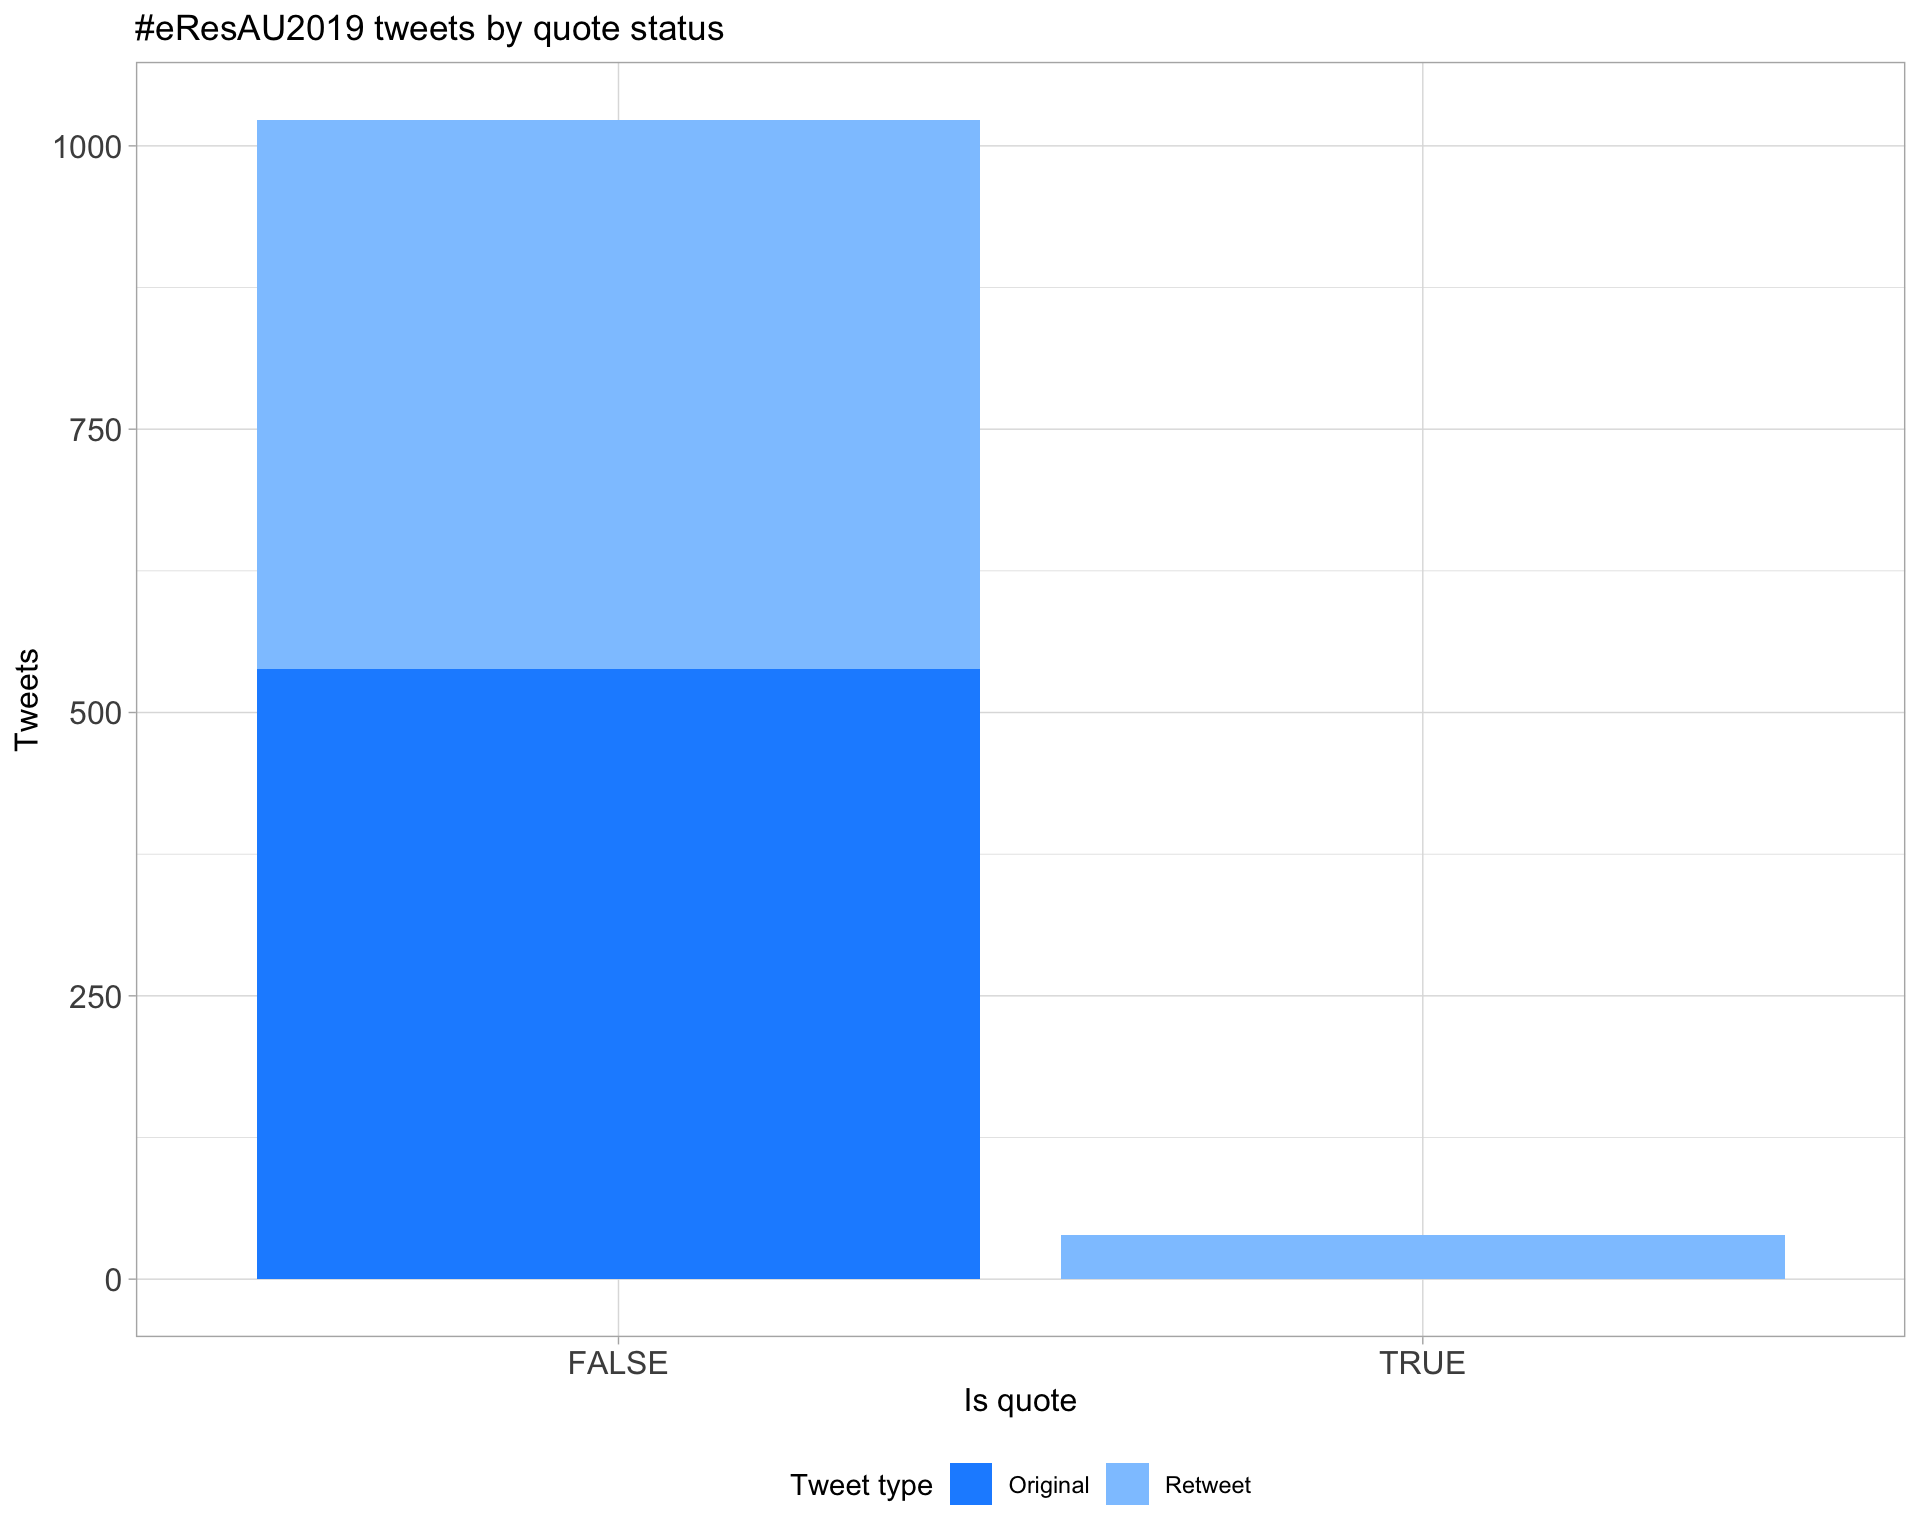 #eResAU2019 tweets by quote status
Tweets
1000
750
500
250
0
FALSE TRUE
Is quote
Tweet type Original Retweet